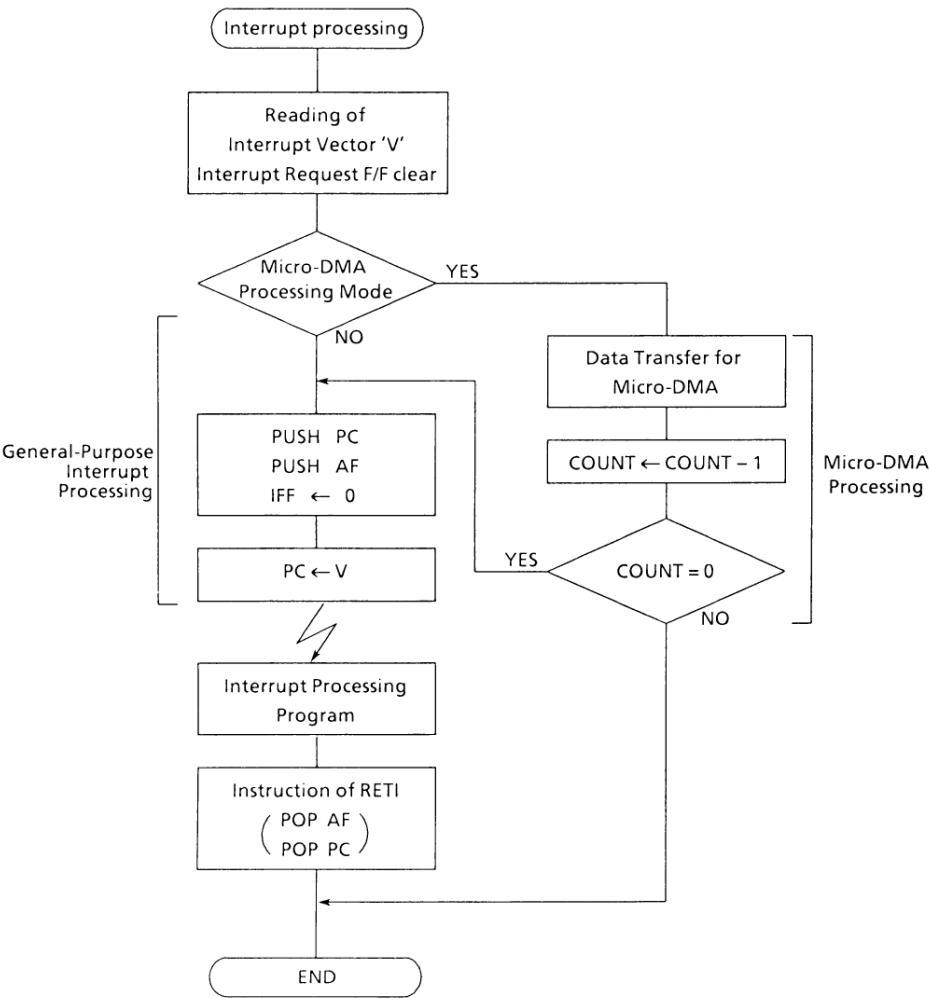 Interrupt processing
Reading of
Interrupt Vector ‘V’
Interrupt Request F/F clear
Micro-DMA
Processing Mode
YES
NO
Data Transfer for
Micro-DMA
COUNT ← COUNT – 1
Micro-DMA
Processing
General-Purpose
Interrupt
Processing
PUSH PC
PUSH AF
IFF ← 0
PC ← V
YES
COUNT = 0
NO
Interrupt Processing
Program
Instruction of RETI
( POP AF
POP PC )
END